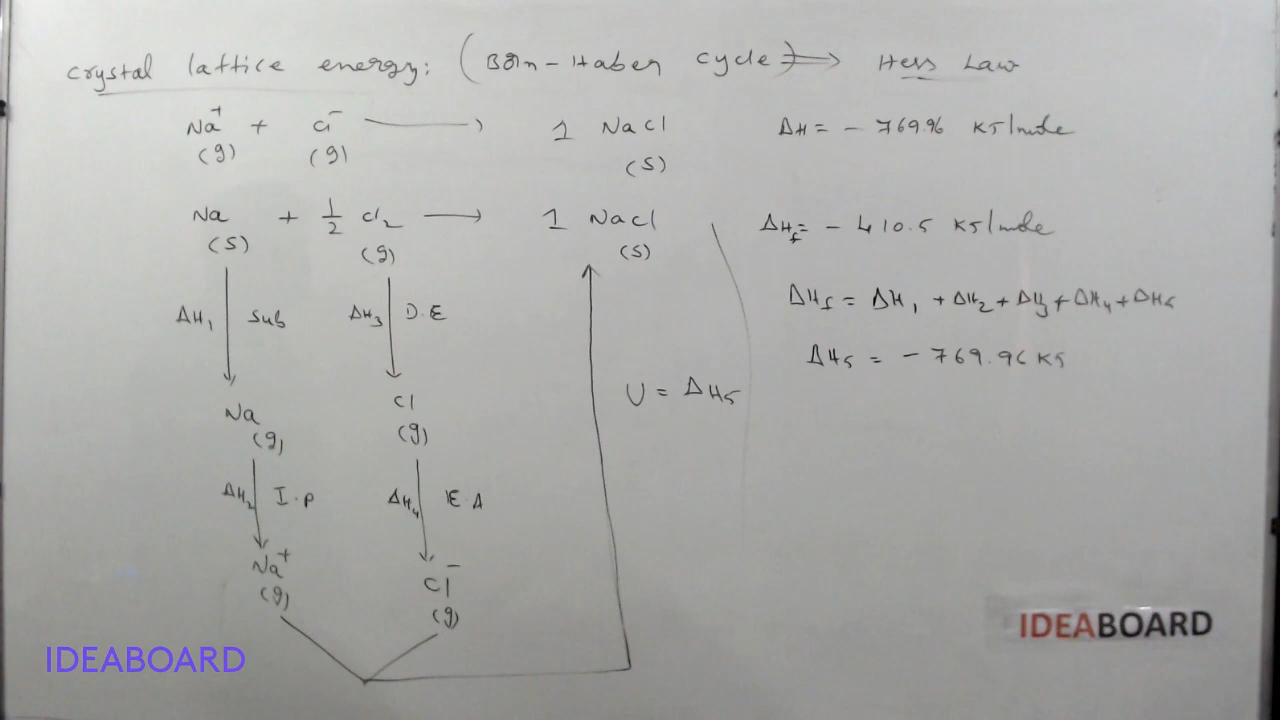 crystal lattice energy: (Born-Haber cycle) ⟹ Hess Law
Na⁺ + Cl⁻ ⟶ 1 NaCl ΔH = - 769.96 KJ/mole
(g) (g) (s)
Na + 1/2 Cl₂ ⟶ 1 NaCl ΔHf = - 410.5 KJ/mole
(s) (g) (s)
ΔHf = ΔH₁ + ΔH₂ + ΔH₃ + ΔH₄ + ΔH₅
ΔH₁ Sub ΔH₃ D.E
ΔH₅ = - 769.96 KJ
U = ΔH₅
Na Cl
(g) (g)
ΔH₂ I.P ΔH₄ E.A
Na⁺ Cl⁻
(g) (g)
IDEABOARD
IDEABOARD